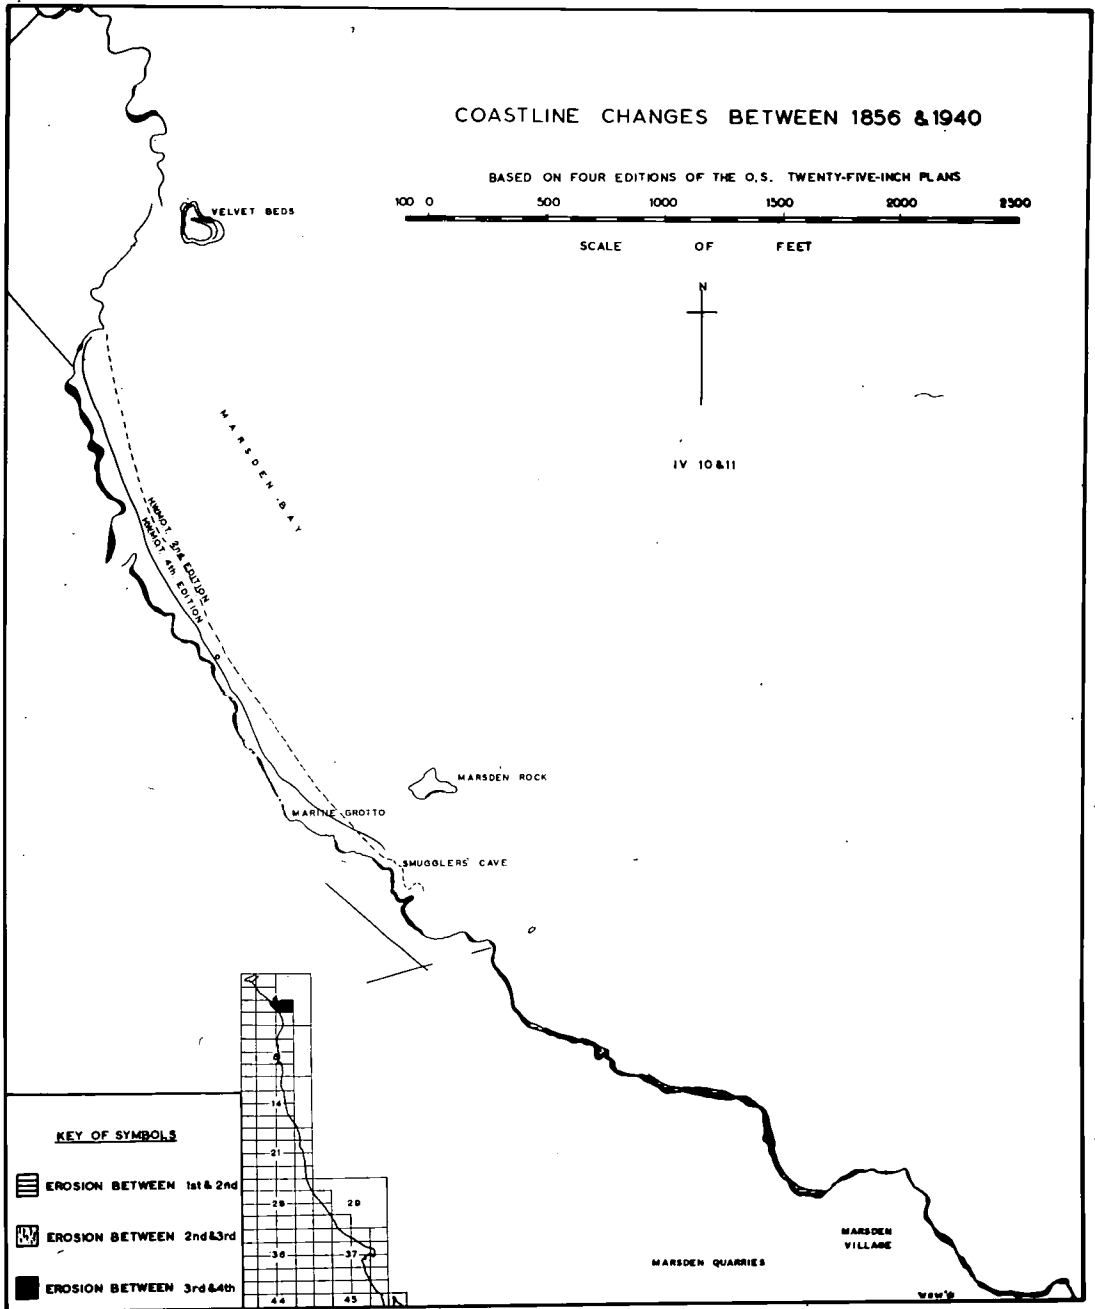 COASTLINE CHANGES BETWEEN 1856 & 1940
BASED ON FOUR EDITIONS OF THE O.S. TWENTY-FIVE-INCH PLANS
100 0 500 1000 1500 2000 2500
SCALE OF FEET
VELVET BEDS
N
MARSDEN BAY
IV 10 & 11
H.W.M.O.T. 2nd EDITION
H.W.M.O.T. 4th EDITION
MARSDEN ROCK
MARINE GROTTO
SMUGGLERS' CAVE
14
21
28 29
36 37
44 45
KEY OF SYMBOLS
EROSION BETWEEN 1st & 2nd
EROSION BETWEEN 2nd & 3rd
EROSION BETWEEN 3rd & 4th
MARSDEN
VILLAGE
MARSDEN QUARRIES